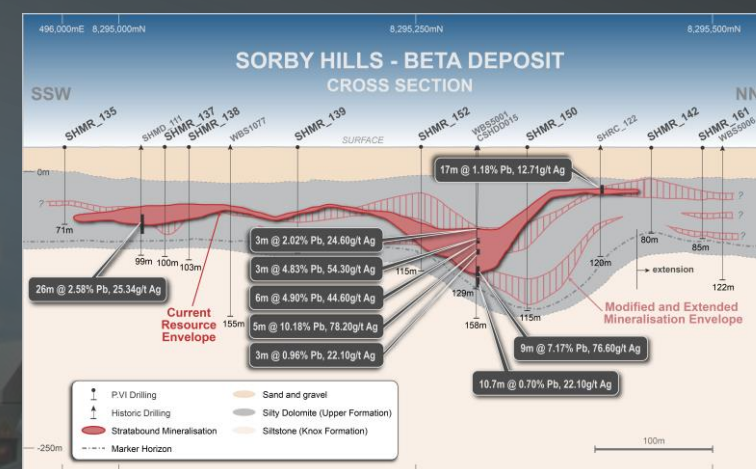 496,000mE 8,295,000mN 8,295,250mN 8,295,500mN
SORBY HILLS - BETA DEPOSIT
CROSS SECTION
SSW NN
SHMR_135
SHMD_111
SHMR_137
SHMR_138
WBS1077
SHMR_139
SHMR_152
WBS5001
CSHDD015
SHMR_150
SHRC_122
SHMR_142
SHMR_161
WBS5006
SURFACE
0m
17m @ 1.18% Pb, 12.71g/t Ag
?
?
?
?
71m
99m
100m
103m
155m
115m
129m
158m
115m
120m
80m
85m
122m
3m @ 2.02% Pb, 24.60g/t Ag
3m @ 4.83% Pb, 54.30g/t Ag
6m @ 4.90% Pb, 44.60g/t Ag
5m @ 10.18% Pb, 78.20g/t Ag
3m @ 0.96% Pb, 22.10g/t Ag
26m @ 2.58% Pb, 25.34g/t Ag
Current
Resource
Envelope
extension
Modified and Extended
Mineralisation Envelope
9m @ 7.17% Pb, 76.60g/t Ag
10.7m @ 0.70% Pb, 22.10g/t Ag
P.VI Drilling
Historic Drilling
Stratabound Mineralisation
Marker Horizon
Sand and gravel
Silty Dolomite (Upper Formation)
Siltstone (Knox Formation)
100m
-250m